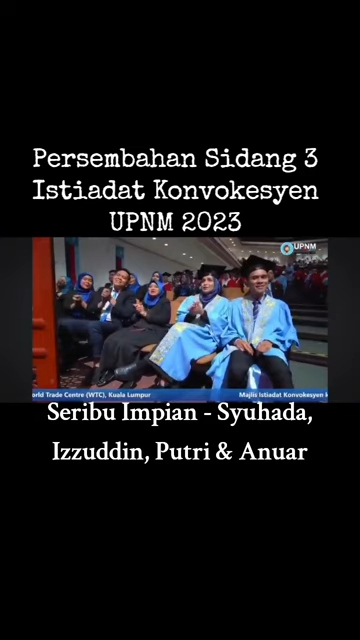 Persembahan Sidang 3
Istiadat Konvokesyen
UPNM 2023
UPNM
orld Trade Centre (WTC), Kuala Lumpur
Majlis Istiadat Konvokesyen
Seribu Impian - Syuhada,
Izzuddin, Putri & Anuar